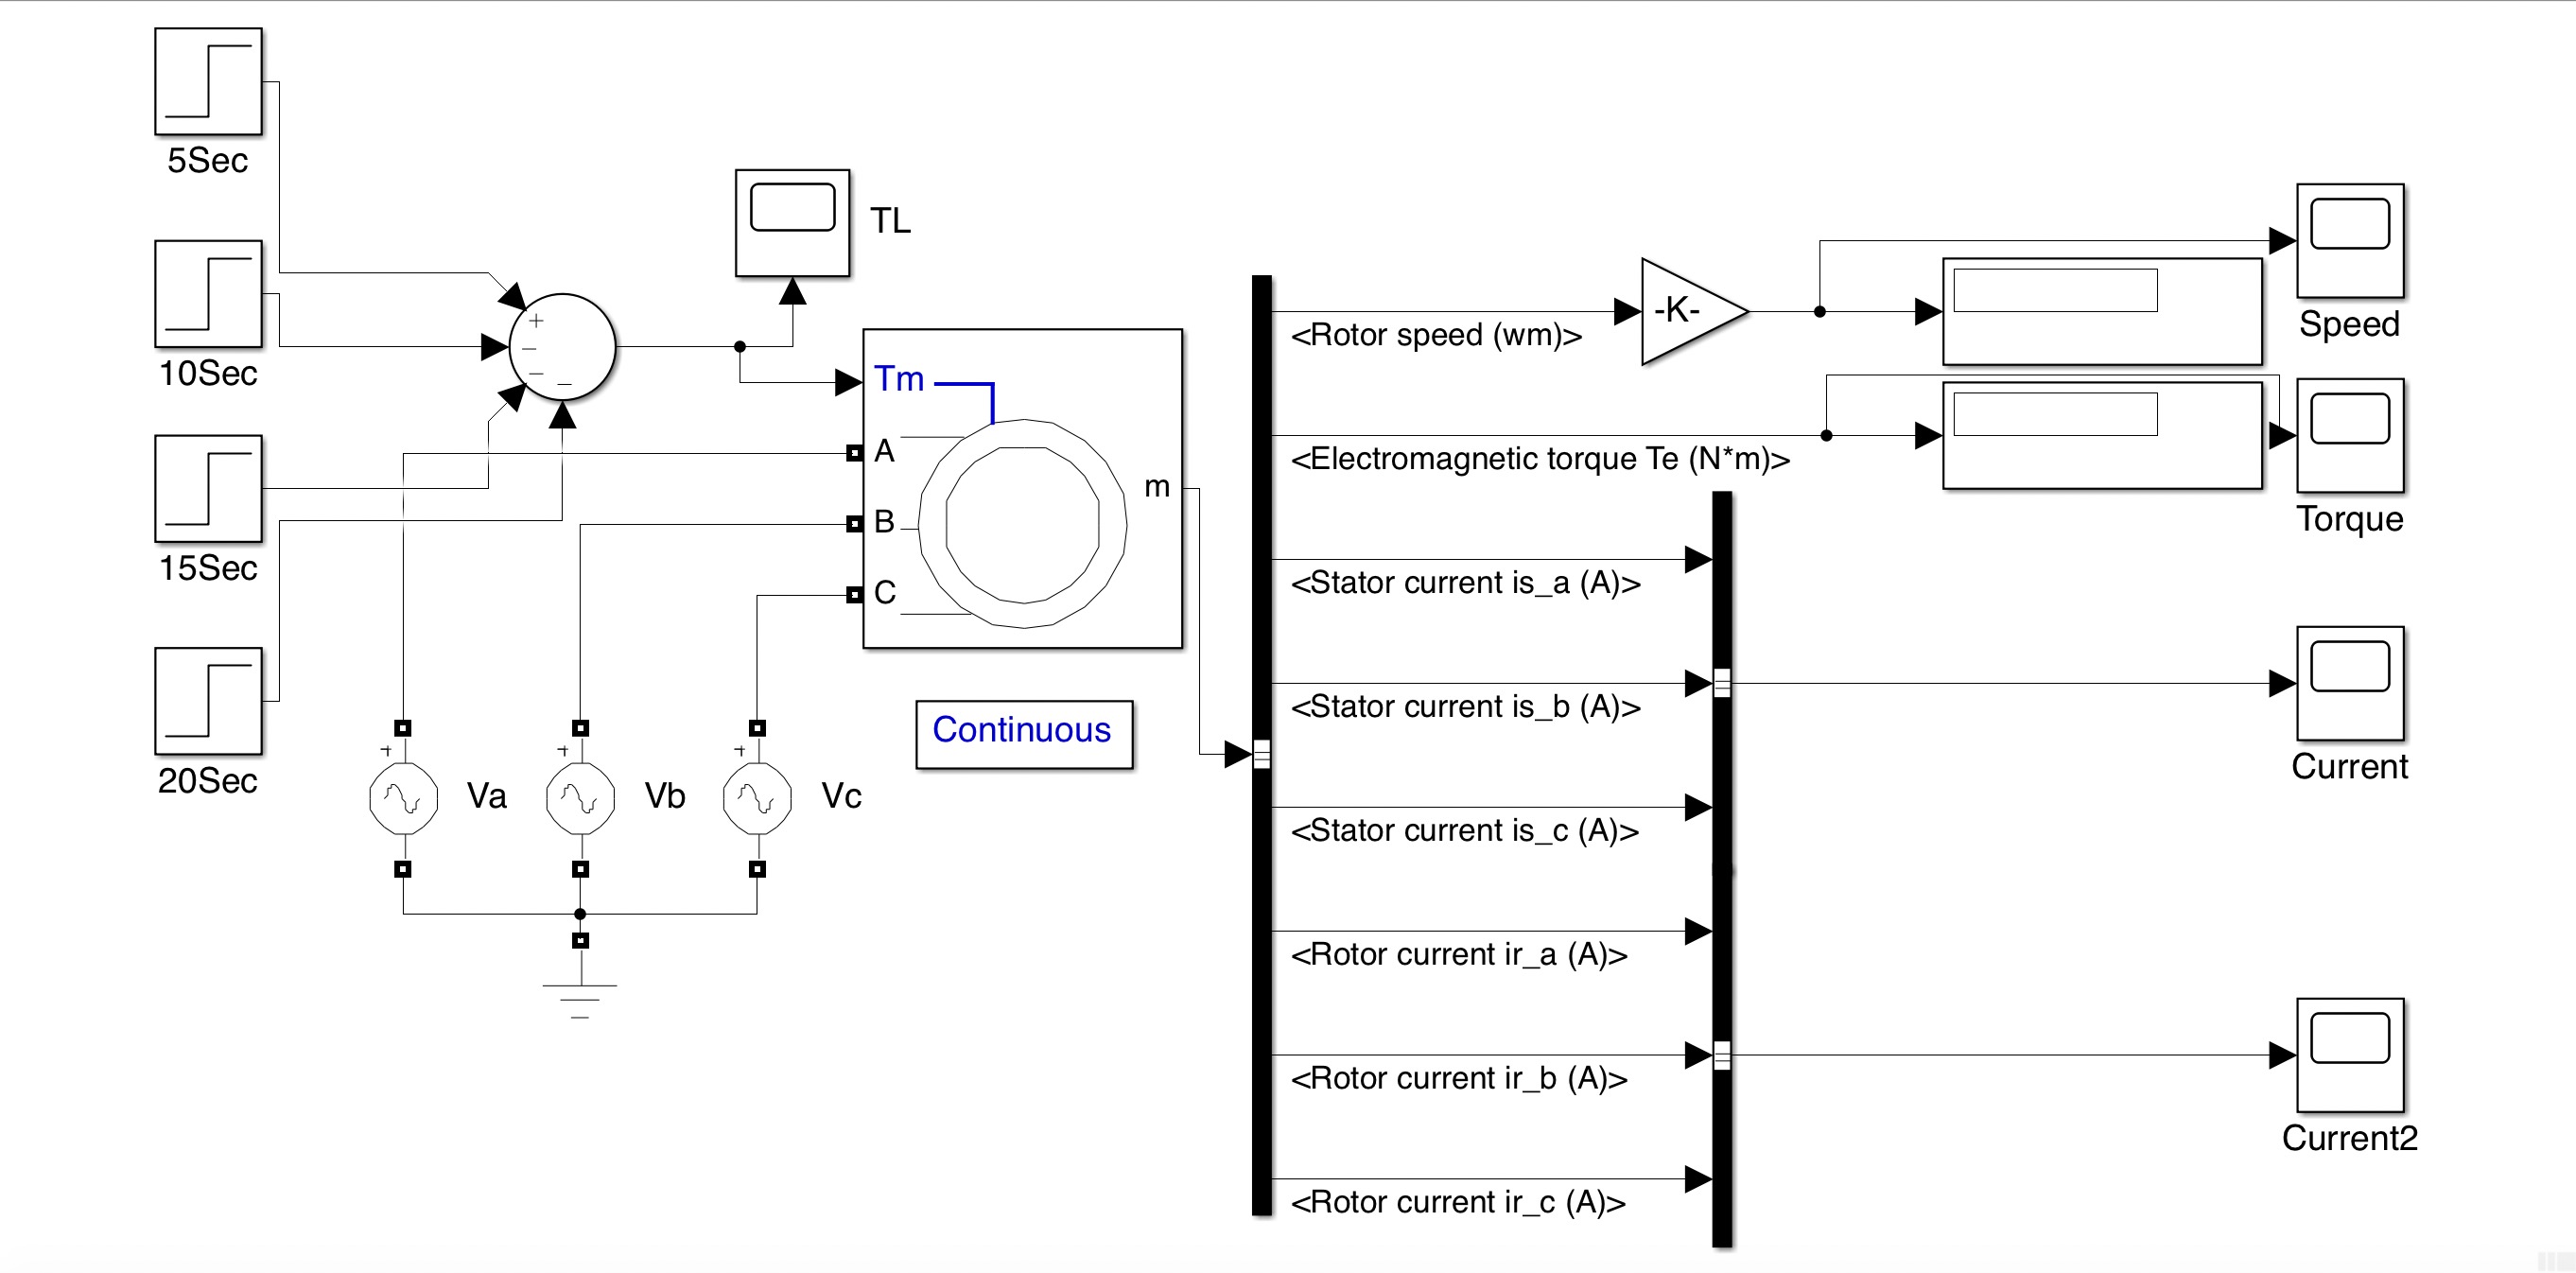 5Sec
10Sec
15Sec
20Sec
TL
+
−
−
−
Tm
A
B
C
m
Continuous
+
Va
+
Vb
+
Vc
<Rotor speed (wm)>
<Electromagnetic torque Te (N*m)>
<Stator current is_a (A)>
<Stator current is_b (A)>
<Stator current is_c (A)>
<Rotor current ir_a (A)>
<Rotor current ir_b (A)>
<Rotor current ir_c (A)>
-K-
Speed
Torque
Current
Current2